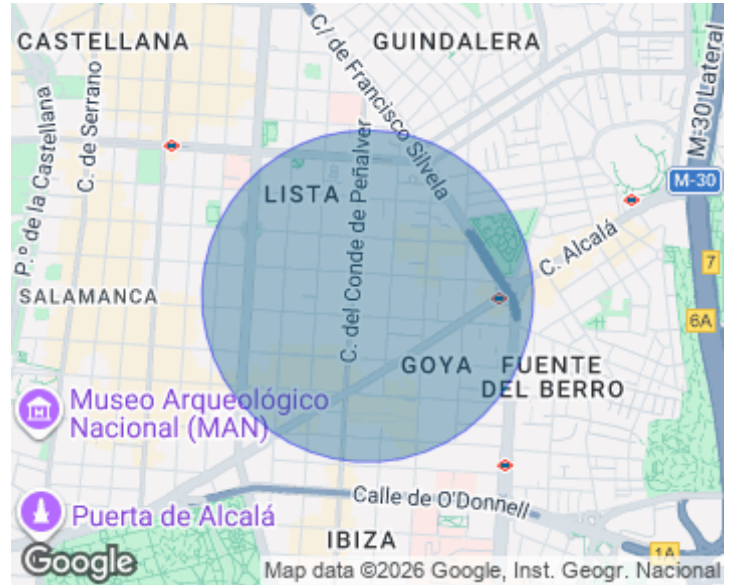 CASTELLANA
GUINDALERA
C/ de Francisco Silvela
C. de Serrano
M-30 Lateral
P.º de la Castellana
C. del Conde de Peñalver
LISTA
M-30
C. Alcalá
7
SALAMANCA
6A
GOYA
FUENTE
DEL BERRO
Museo Arqueológico
Nacional (MAN)
Calle de O'Donnell
Puerta de Alcalá
IBIZA
1A
Google
Map data ©2026 Google, Inst. Geogr. Nacional